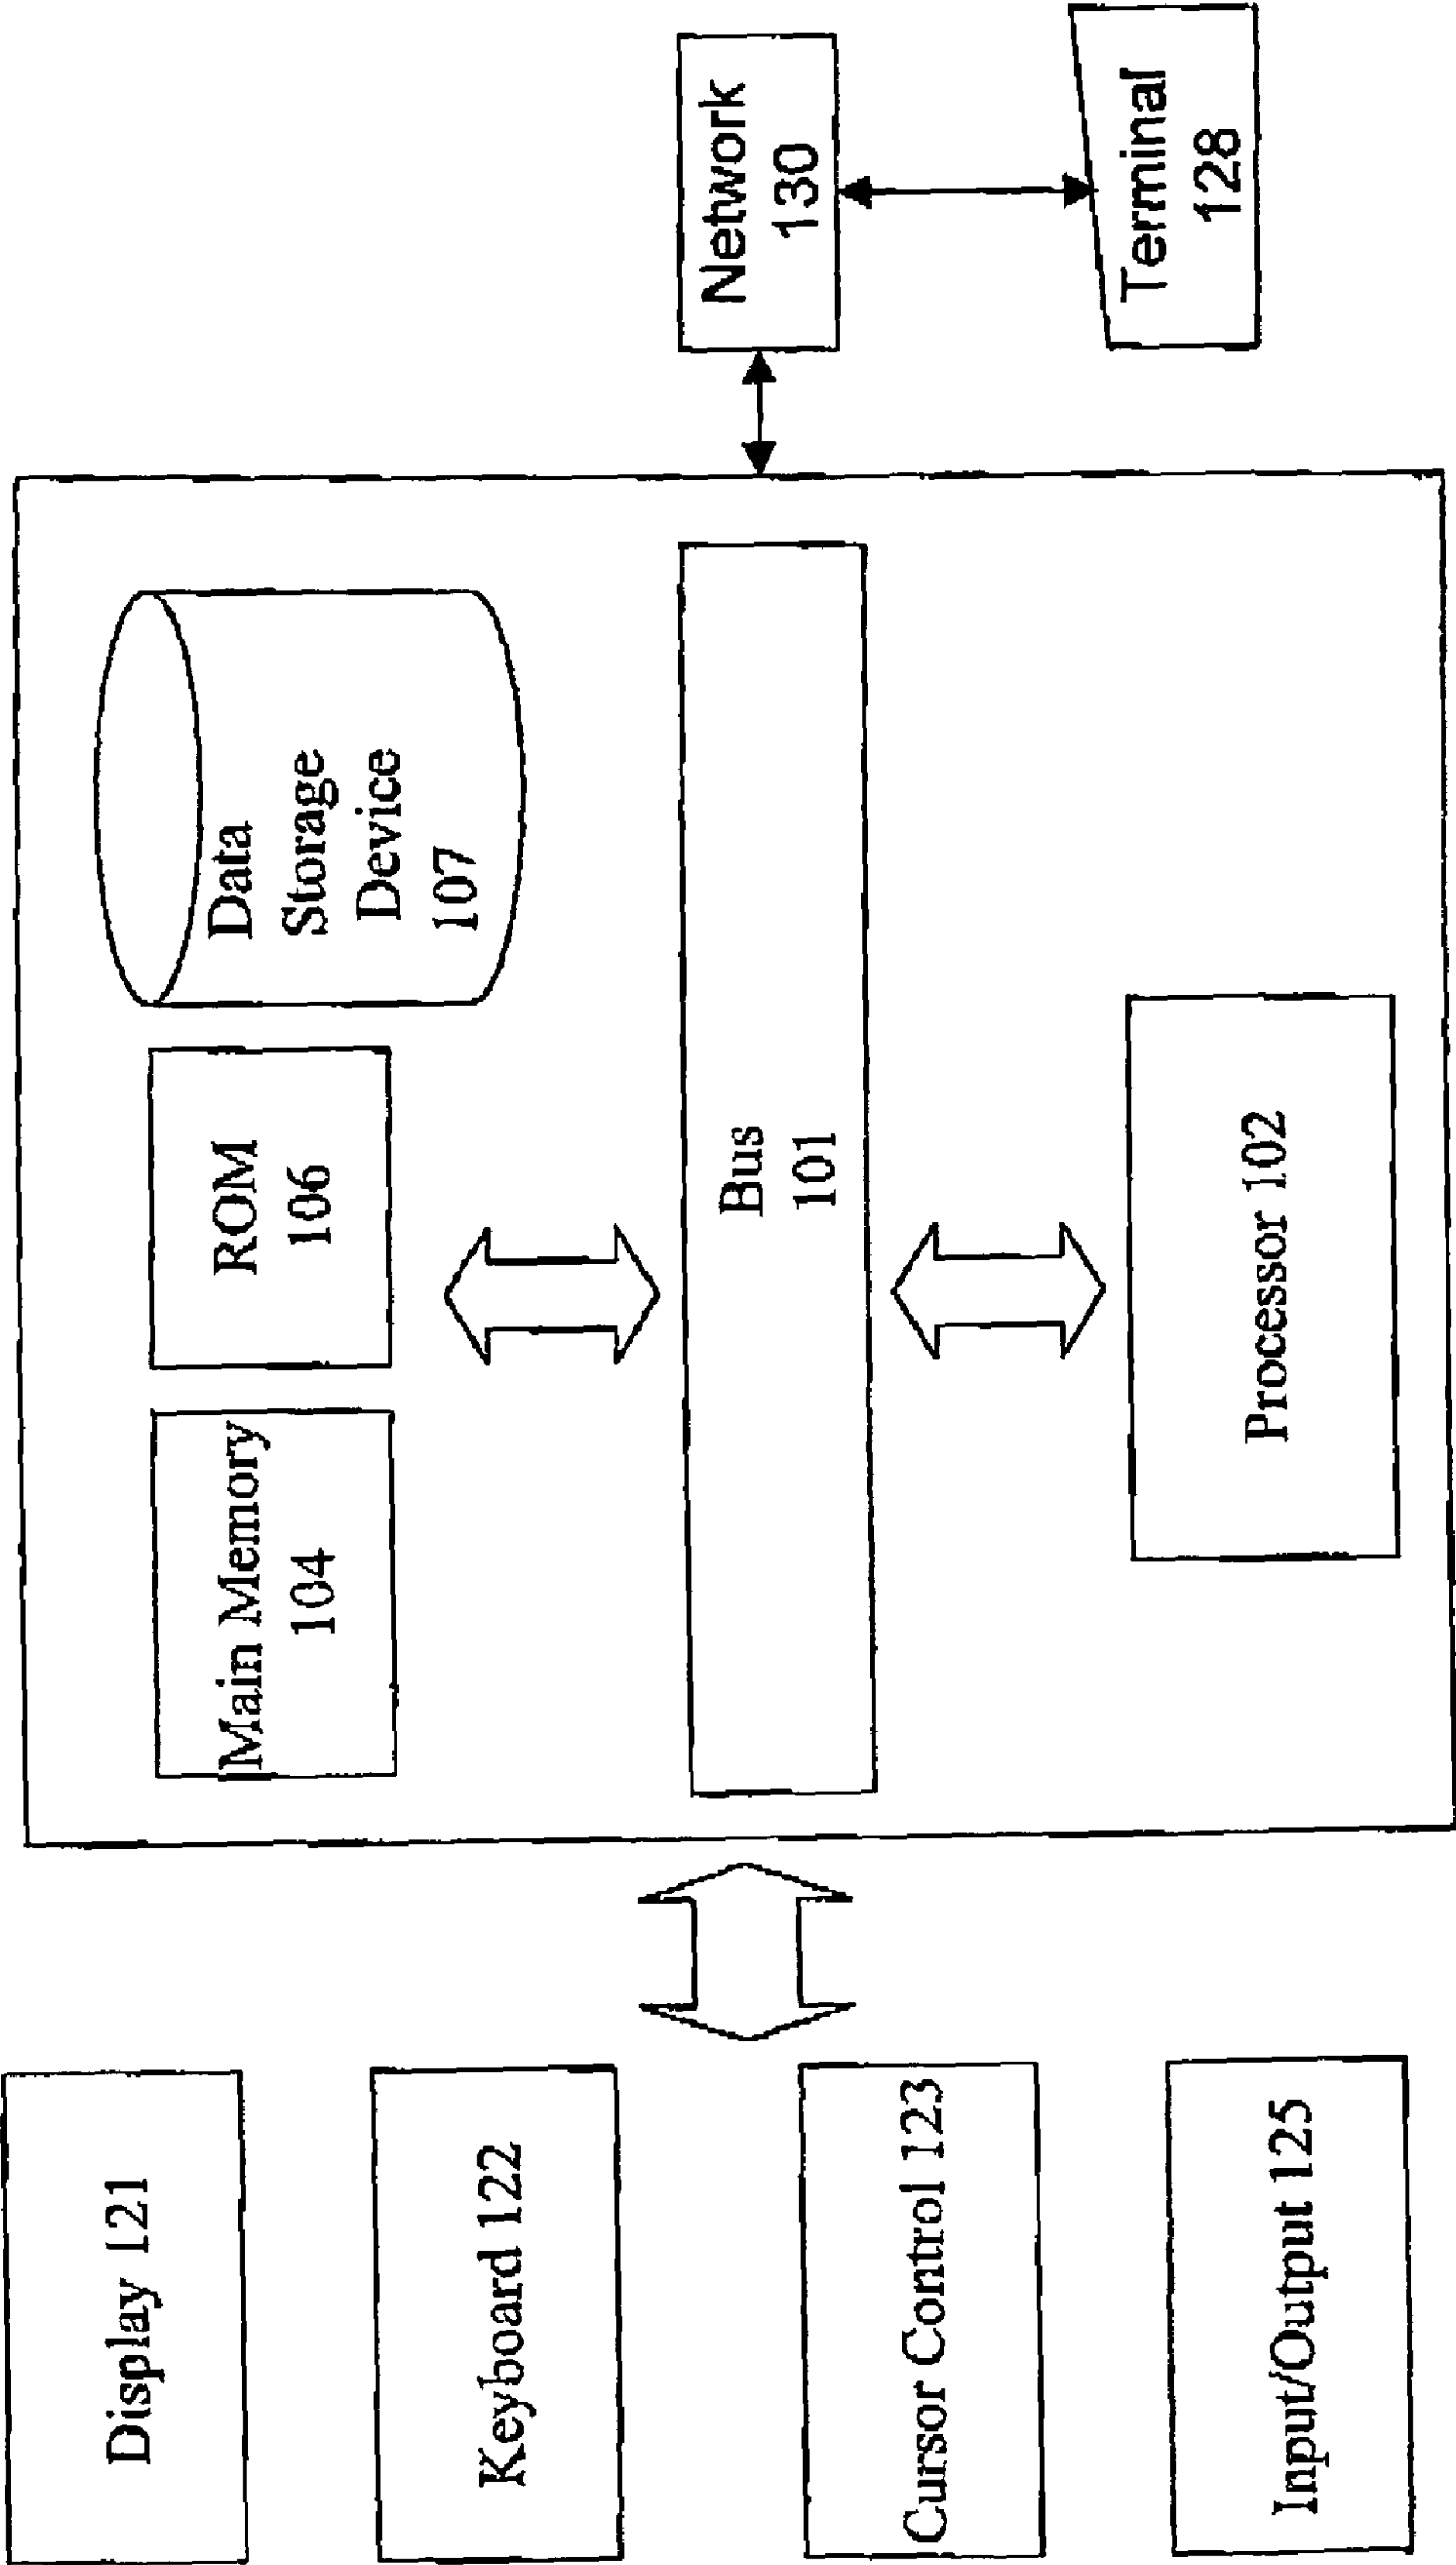 Display 121
Keyboard 122
Cursor Control 123
Input/Output 125
Main Memory
104
ROM
106
Data
Storage
Device
107
Bus
101
Processor 102
Network
130
Terminal
128